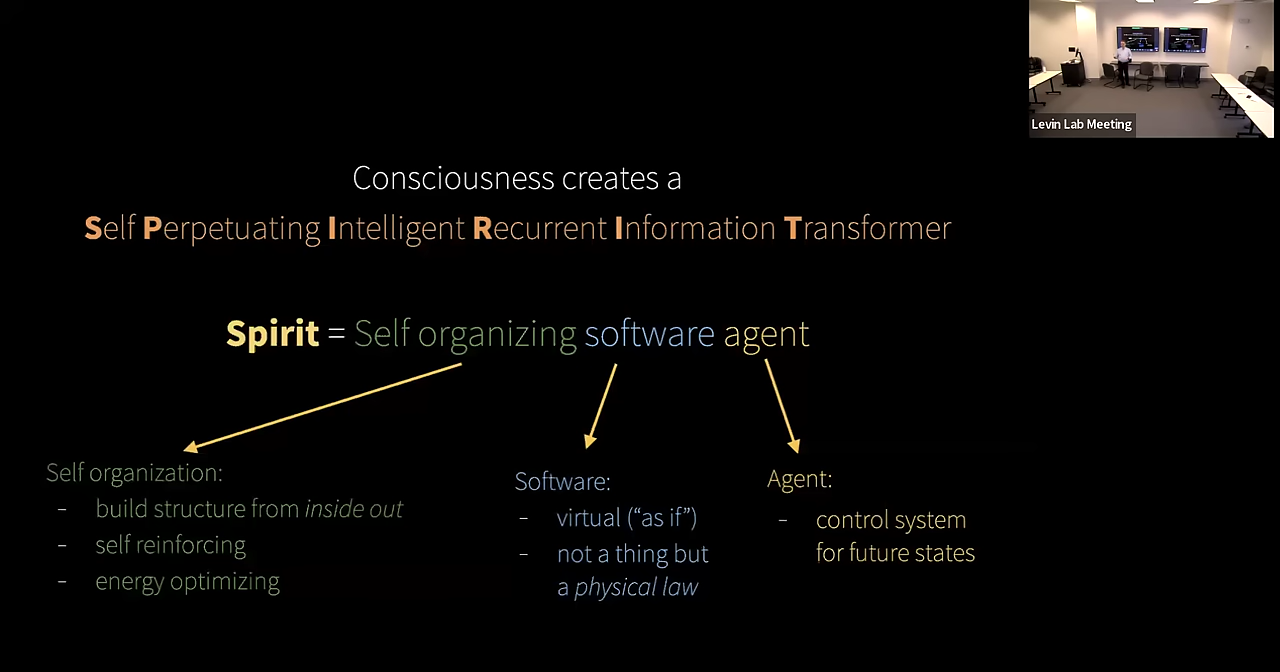 Levin Lab Meeting
Consciousness creates a
Self Perpetuating Intelligent Recurrent Information Transformer
Spirit = Self organizing software agent
Self organization:
- build structure from inside out
- self reinforcing
- energy optimizing
Software:
- virtual (“as if”)
- not a thing but
a physical law
Agent:
- control system
for future states